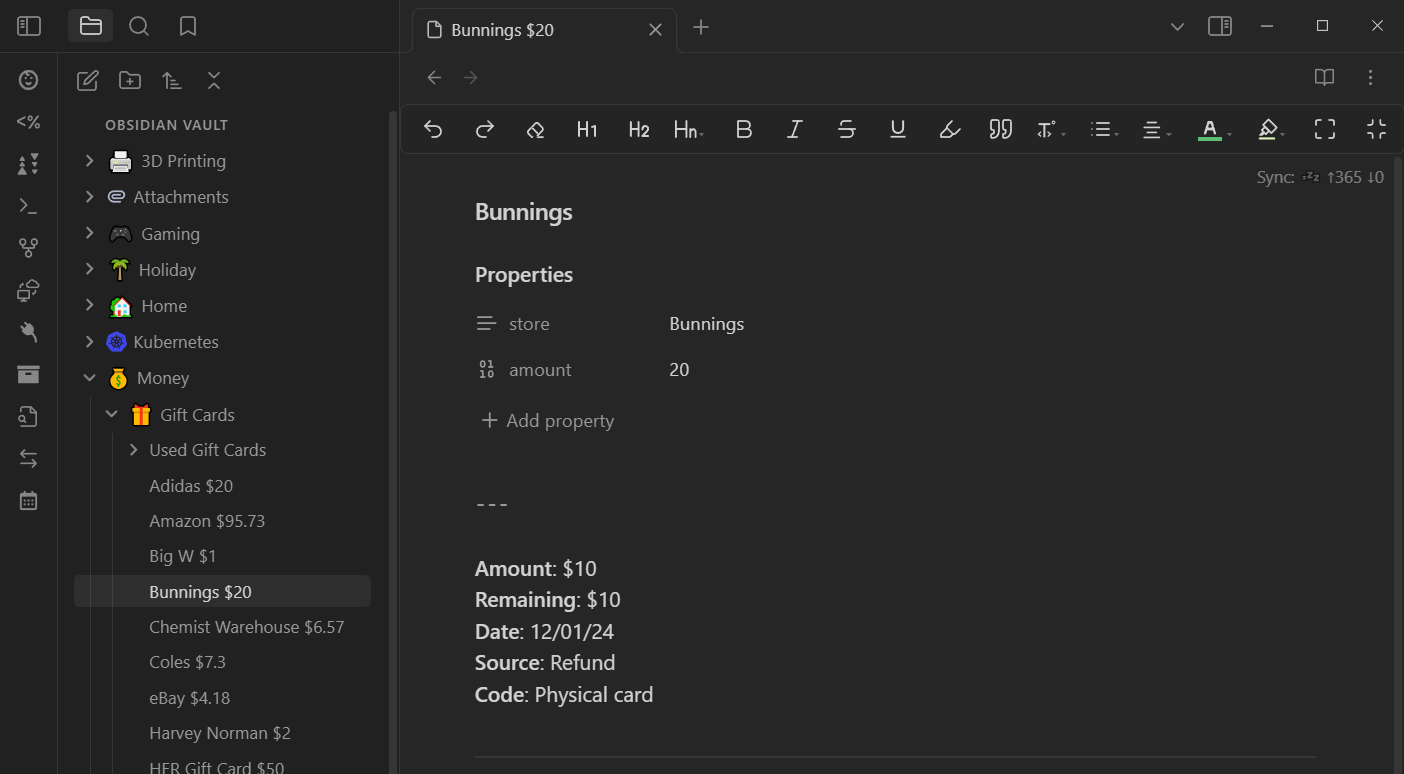 Bunnings $20
<%
OBSIDIAN VAULT
3D Printing
Attachments
Gaming
Holiday
Home
Kubernetes
Money
Gift Cards
Used Gift Cards
Adidas $20
Amazon $95.73
Big W $1
Bunnings $20
Chemist Warehouse $6.57
Coles $7.3
eBay $4.18
Harvey Norman $2
HER Gift Card $50
H1 H2 Hn B I S U T A
Sync: 💤 ↑365 ↓0
Bunnings
Properties
store Bunnings
01 10 amount 20
+ Add property
---
Amount: $10
Remaining: $10
Date: 12/01/24
Source: Refund
Code: Physical card